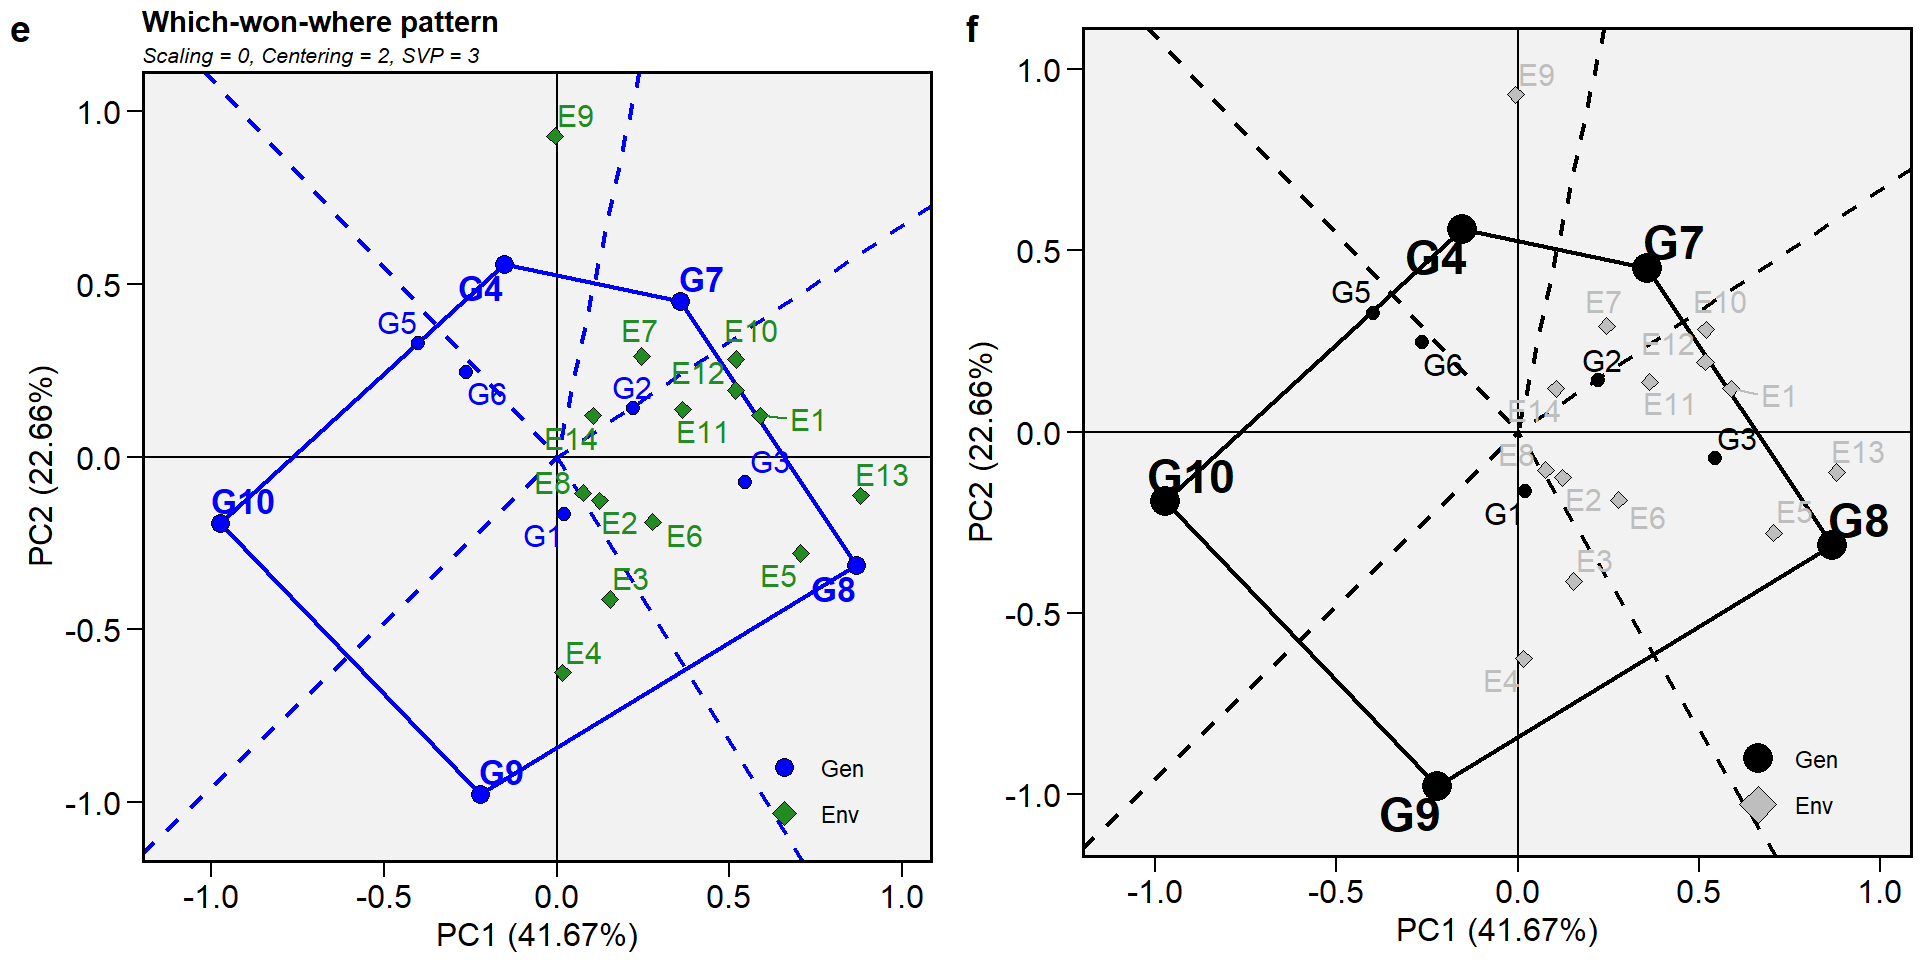 e
Which-won-where pattern
Scaling = 0, Centering = 2, SVP = 3
1.0
0.5
0.0
-0.5
-1.0
PC2 (22.66%)
E9
G4
G7
G5
E7
E10
G6
G2
E12
E11
E1
E14
G3
E13
E8
G10
E2
G1
E6
E5
E3
G8
E4
G9
Gen
Env
-1.0
-0.5
0.0
0.5
1.0
PC1 (41.67%)
f
1.0
0.5
0.0
-0.5
-1.0
PC2 (22.66%)
E9
G4
G7
G5
E7
E10
G6
G2
E12
E11
E1
E14
G3
E13
E8
G10
E2
G1
E6
E5
G8
E3
E4
G9
Gen
Env
-1.0
-0.5
0.0
0.5
1.0
PC1 (41.67%)